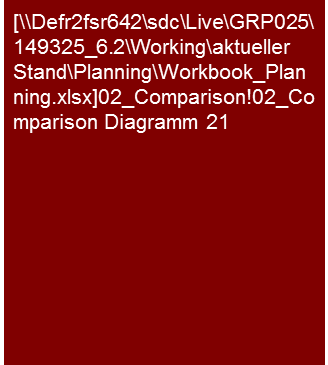 [\\Defr2fsr642\sdc\Live\GRP025\
149325_6.2\Working\aktueller
Stand\Planning\Workbook_Plan
ning.xlsx]02_Comparison!02_Co
mparison Diagramm 21